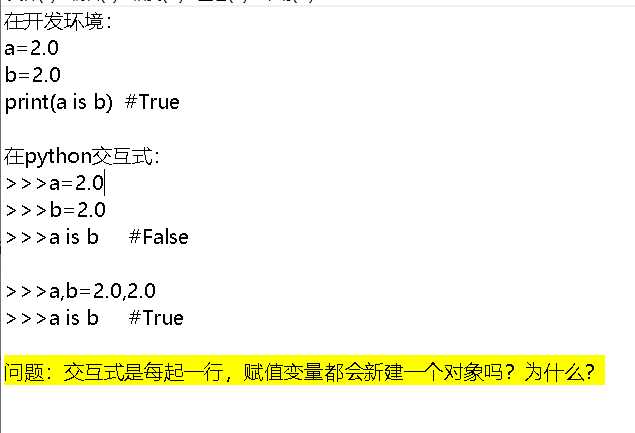 在开发环境：
a=2.0
b=2.0
print(a is b)  #True
在python交互式：
>>>a=2.0
>>>b=2.0
>>>a is b     #False
>>>a,b=2.0,2.0
>>>a is b     #True
问题：交互式是每起一行，赋值变量都会新建一个对象吗？为什么？